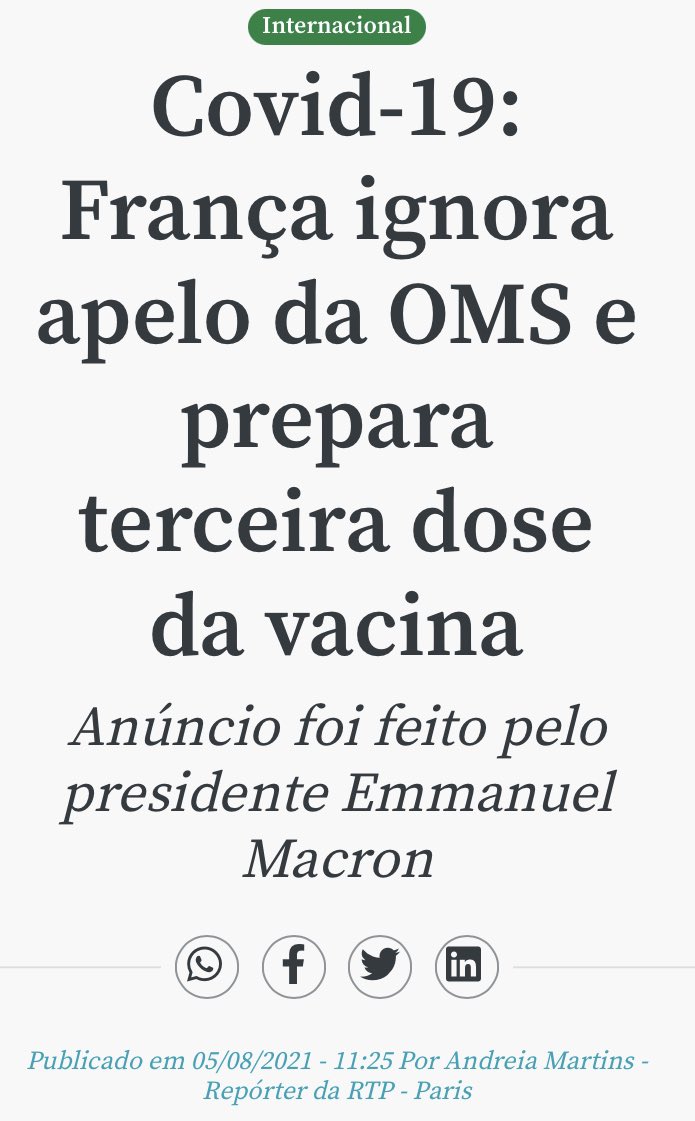 Internacional
Covid-19:
França ignora
apelo da OMS e
prepara
terceira dose
da vacina
Anúncio foi feito pelo
presidente Emmanuel
Macron
Publicado em 05/08/2021 - 11:25 Por Andreia Martins -
Repórter da RTP - Paris